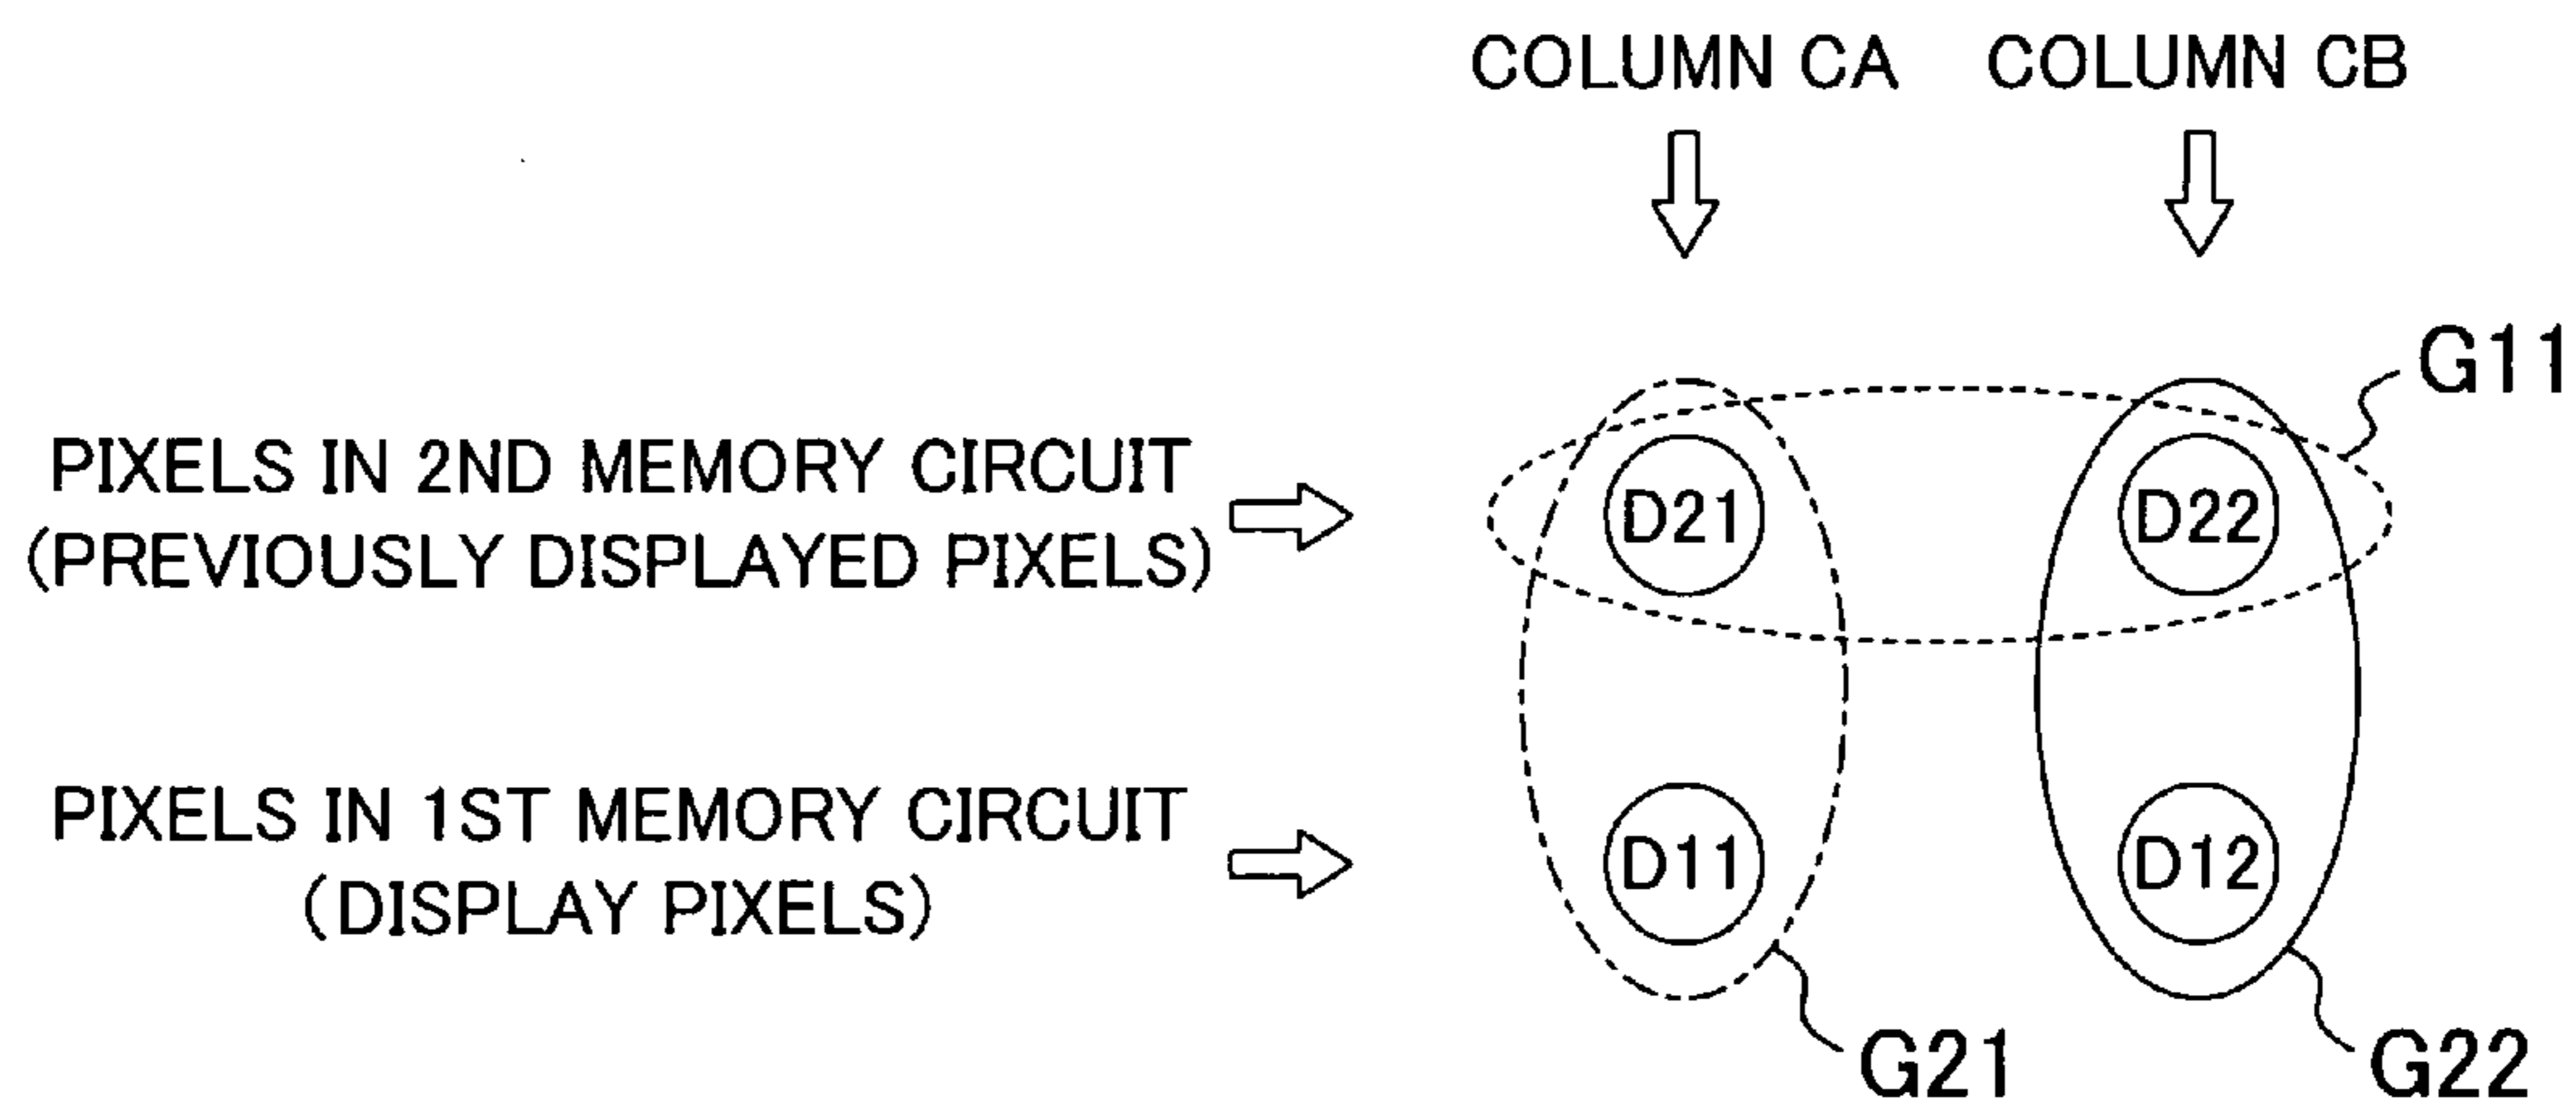 COLUMN CA COLUMN CB
G11
PIXELS IN 2ND MEMORY CIRCUIT
(PREVIOUSLY DISPLAYED PIXELS)
D21 D22
PIXELS IN 1ST MEMORY CIRCUIT
(DISPLAY PIXELS)
D11 D12
G21 G22